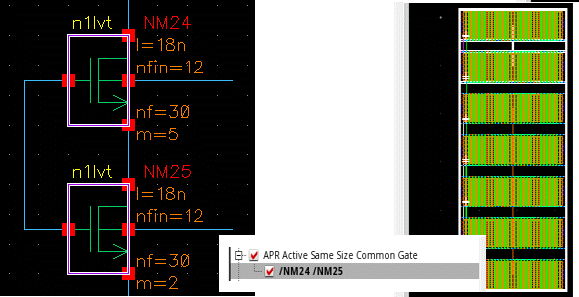 n1lvt NM24
l=18n
nfin=12
nf=30
m=5
n1lvt NM25
l=18n
nfin=12
nf=30
m=2
APR Active Same Size Common Gate
/NM24 /NM25